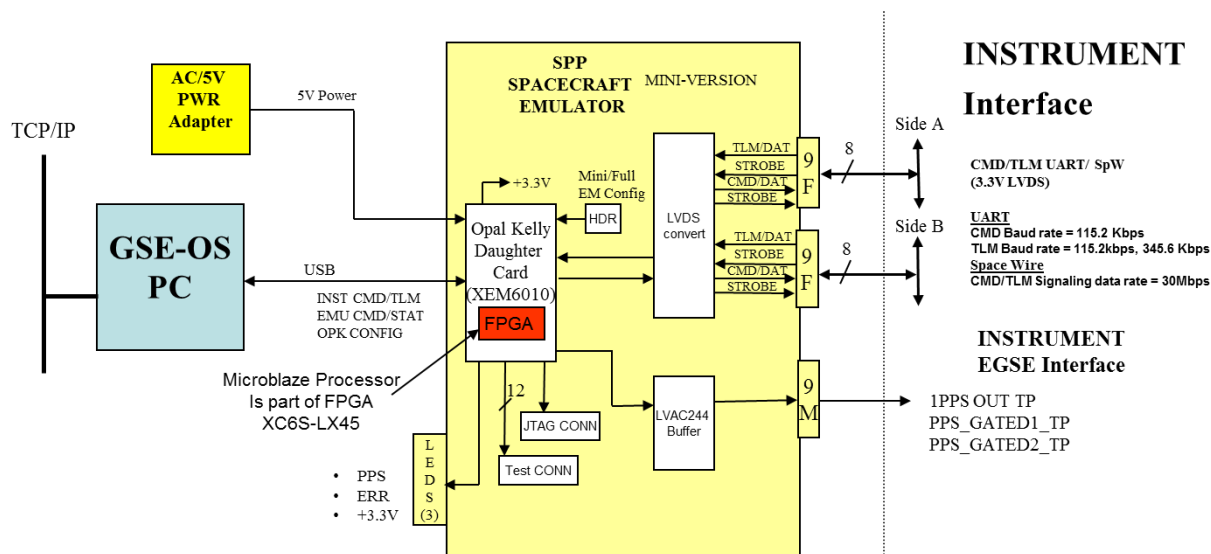 SPP
SPACECRAFT
EMULATOR
MINI-VERSION
INSTRUMENT
Interface
AC/5V
PWR
Adapter
5V Power
TCP/IP
GSE-OS
PC
USB
INST CMD/TLM
EMU CMD/STAT
OPK CONFIG
Microblaze Processor
Is part of FPGA
XC6S-LX45
+3.3V
Mini/Full
EM Config
HDR
Opal Kelly
Daughter
Card
(XEM6010)
FPGA
12
JTAG CONN
Test CONN
L
E
D
S
(3)
• PPS
• ERR
• +3.3V
LVDS
convert
TLM/DAT
STROBE
CMD/DAT
STROBE
9
F
8
Side A
TLM/DAT
STROBE
CMD/DAT
STROBE
9
F
8
Side B
LVAC244
Buffer
9
M
CMD/TLM UART/ SpW
(3.3V LVDS)
UART
CMD Baud rate = 115.2 Kbps
TLM Baud rate = 115.2kbps, 345.6 Kbps
Space Wire
CMD/TLM Signaling data rate = 30Mbps
INSTRUMENT
EGSE Interface
1PPS OUT TP
PPS_GATED1_TP
PPS_GATED2_TP